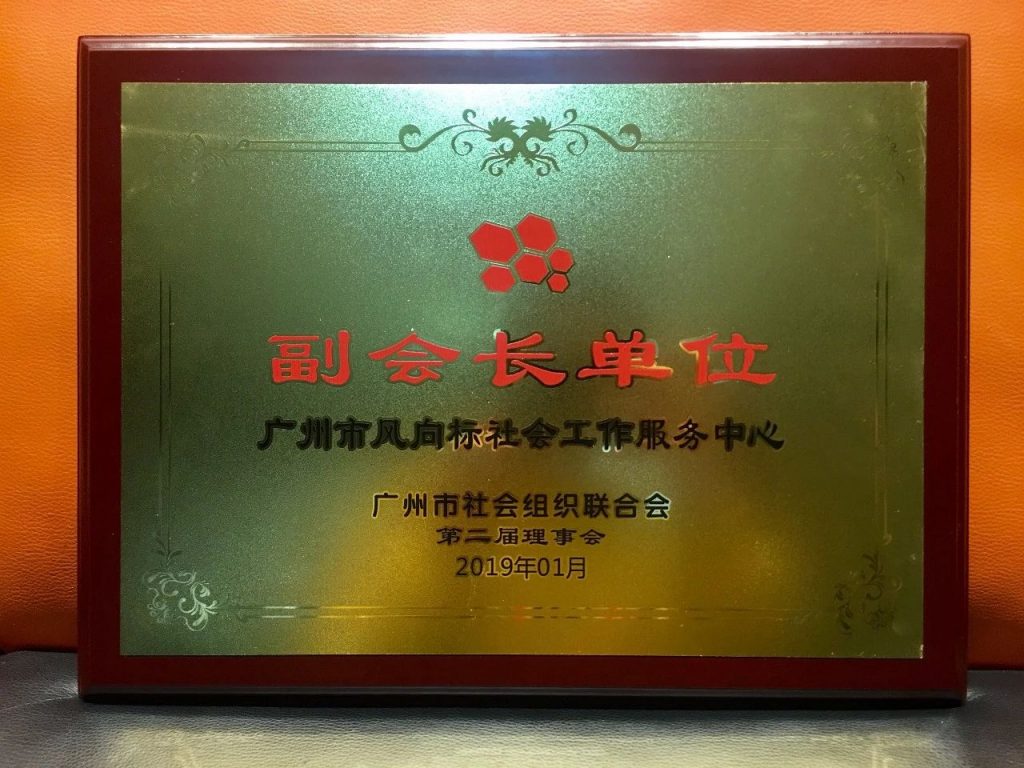 副会长单位
广州市风向标社会工作服务中心
广州市社会组织联合会
第二届理事会
2019年01月